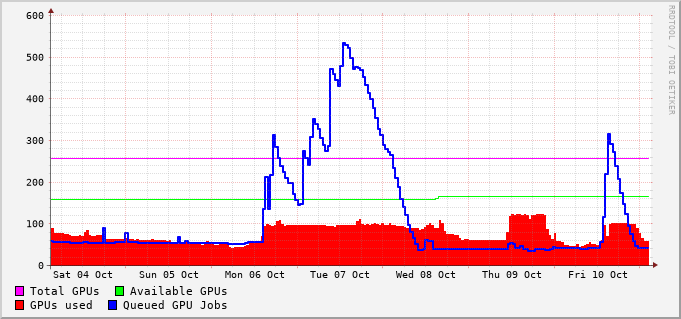 600
500
400
300
200
100
0
Sat 04 Oct Sun 05 Oct Mon 06 Oct Tue 07 Oct Wed 08 Oct Thu 09 Oct Fri 10 Oct
Total GPUs Available GPUs
GPUs used Queued GPU Jobs
RRDTOOL / TOBI OETIKER